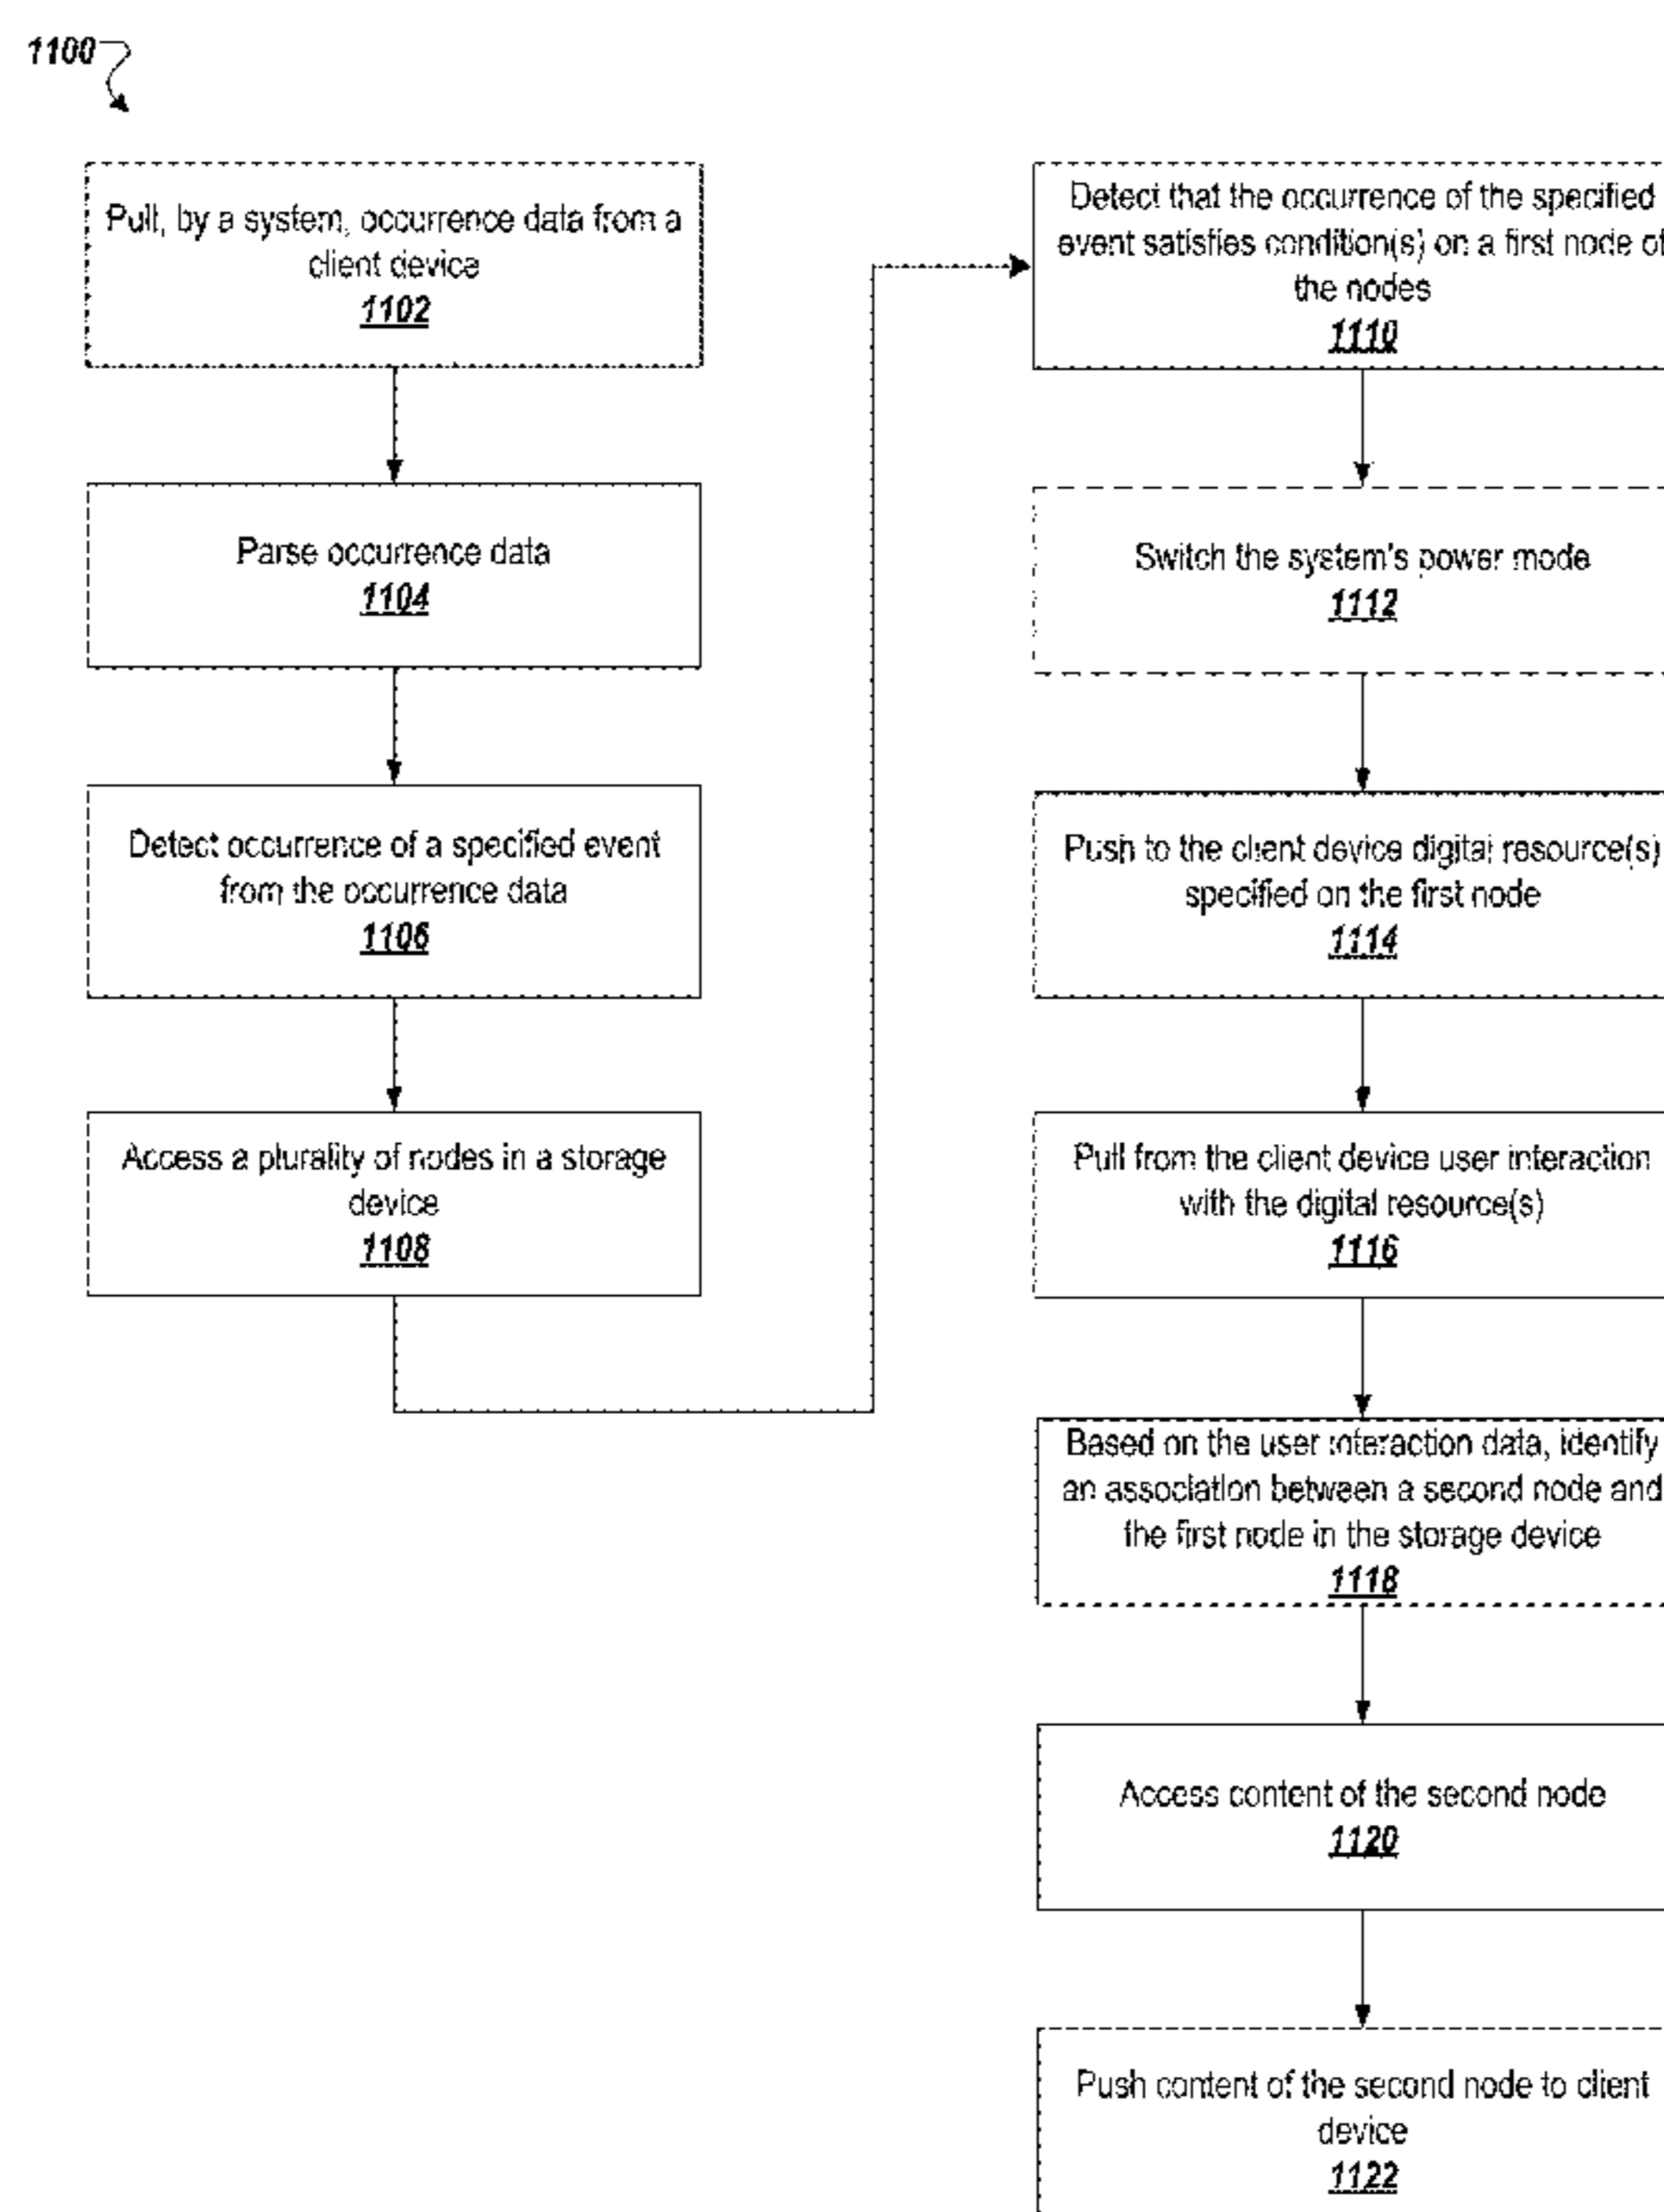 1100
Pull, by a system, occurrence data from a
client device
1102
Parse occurrence data
1104
Detect occurrence of a specified event
from the occurrence data
1106
Access a plurality of nodes in a storage
device
1108
Detect that the occurrence of the specified
event satisfies condition(s) on a first node of
the nodes
1110
Switch the system's power mode
1112
Push to the client device digital resource(s)
specified on the first node
1114
Pull from the client device user interaction
with the digital resource(s)
1116
Based on the user interaction data, identify
an association between a second node and
the first node in the storage device
1118
Access content of the second node
1120
Push content of the second node to client
device
1122